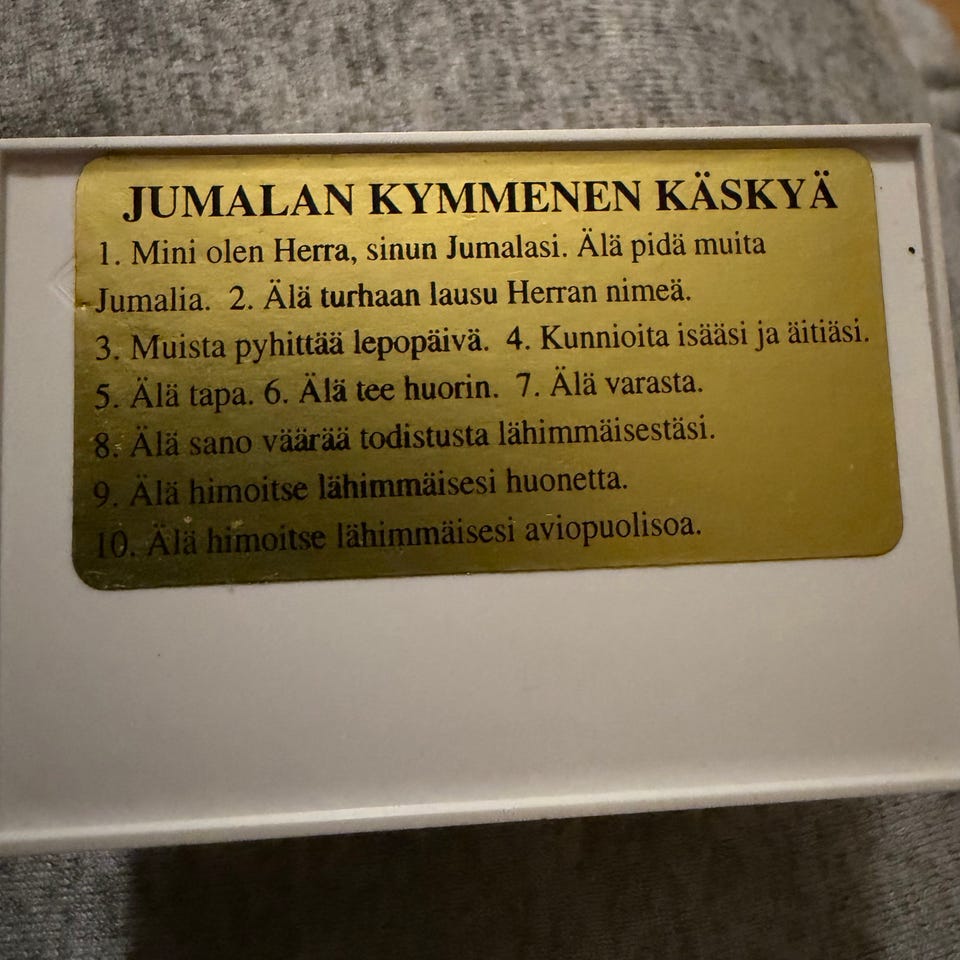 JUMALAN KYMMENEN KÄSKYÄ
1. Mini olen Herra, sinun Jumalasi. Älä pidä muita
Jumalia. 2. Älä turhaan lausu Herran nimeä.
3. Muista pyhittää lepopäivä. 4. Kunnioita isääsi ja äitiäsi.
5. Älä tapa. 6. Älä tee huorin. 7. Älä varasta.
8. Älä sano väärää todistusta lähimmäisestäsi.
9. Älä himoitse lähimmäisesi huonetta.
10. Älä himoitse lähimmäisesi aviopuolisoa.